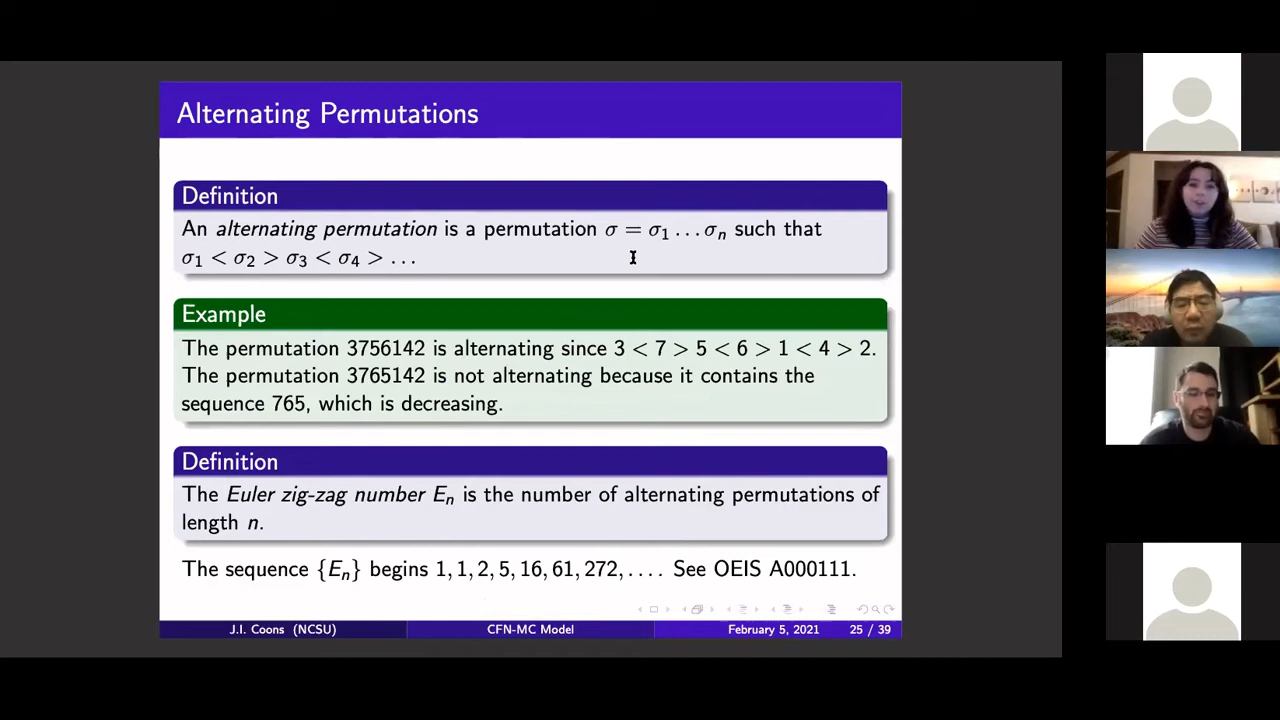 Alternating Permutations
Definition
An alternating permutation is a permutation σ = σ₁ … σₙ such that
σ₁ < σ₂ > σ₃ < σ₄ > …
Example
The permutation 3756142 is alternating since 3 < 7 > 5 < 6 > 1 < 4 > 2.
The permutation 3765142 is not alternating because it contains the
sequence 765, which is decreasing.
Definition
The Euler zig-zag number Eₙ is the number of alternating permutations of
length n.
The sequence {Eₙ} begins 1, 1, 2, 5, 16, 61, 272, . . . . See OEIS A000111.
J.I. Coons (NCSU) CFN-MC Model February 5, 2021 25 / 39